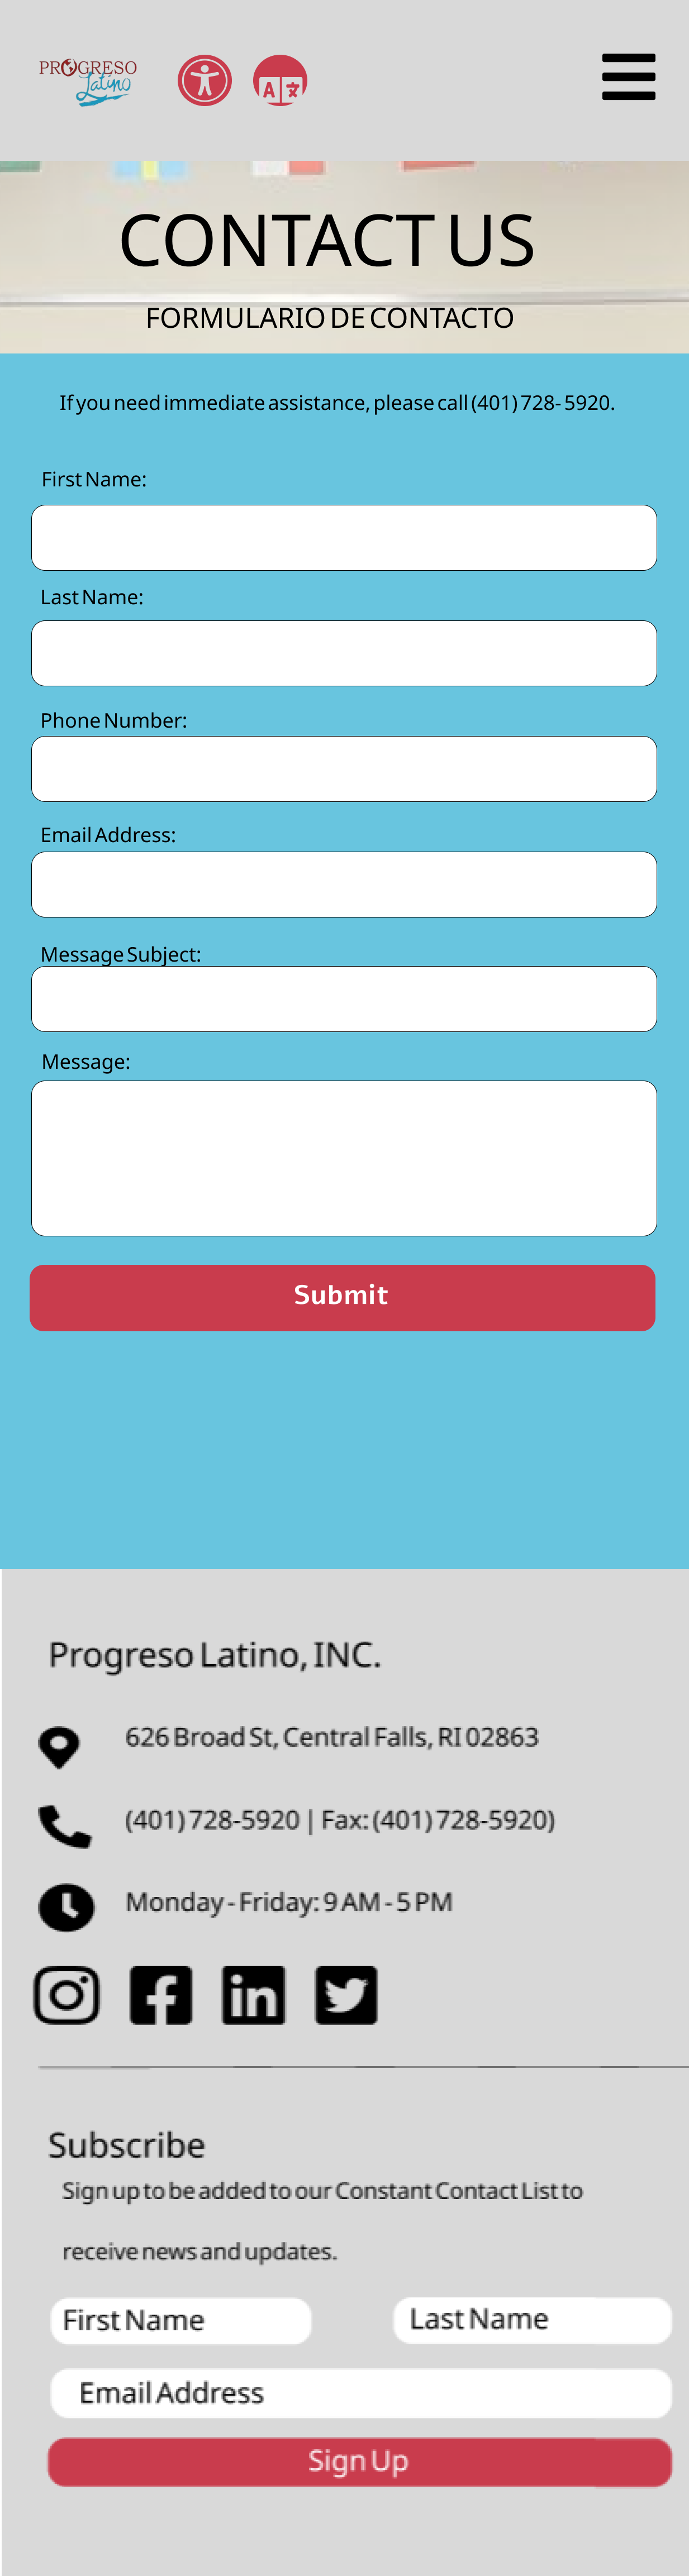 PROGRESO
Latino
A 文
CONTACT US
FORMULARIO DE CONTACTO
If you need immediate assistance, please call (401) 728- 5920.
First Name:
Last Name:
Phone Number:
Email Address:
Message Subject:
Message:
Submit
Progreso Latino, INC.
626 Broad St, Central Falls, RI 02863
(401) 728-5920 | Fax: (401) 728-5920)
Monday - Friday: 9 AM - 5 PM
in
Subscribe
Sign up to be added to our Constant Contact List to
receive news and updates.
First Name Last Name
Email Address
Sign Up